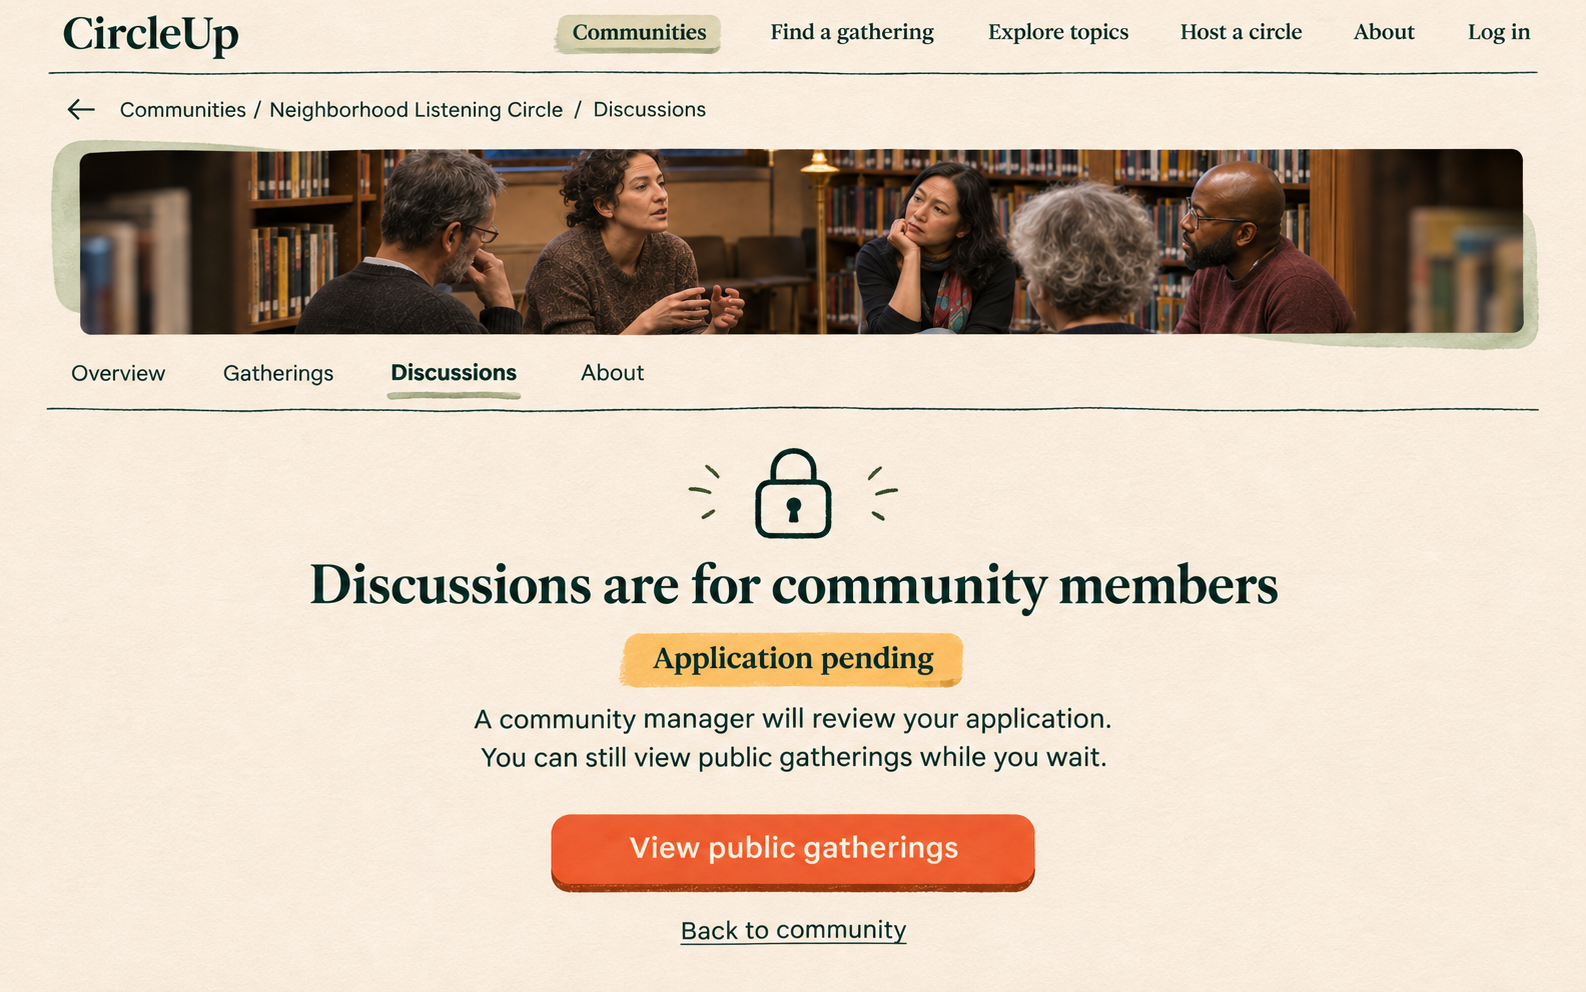 CircleUp
Communities
Find a gathering
Explore topics
Host a circle
About
Log in
Communities / Neighborhood Listening Circle / Discussions
Overview
Gatherings
Discussions
About
Discussions are for community members
Application pending
A community manager will review your application.
You can still view public gatherings while you wait.
View public gatherings
Back to community